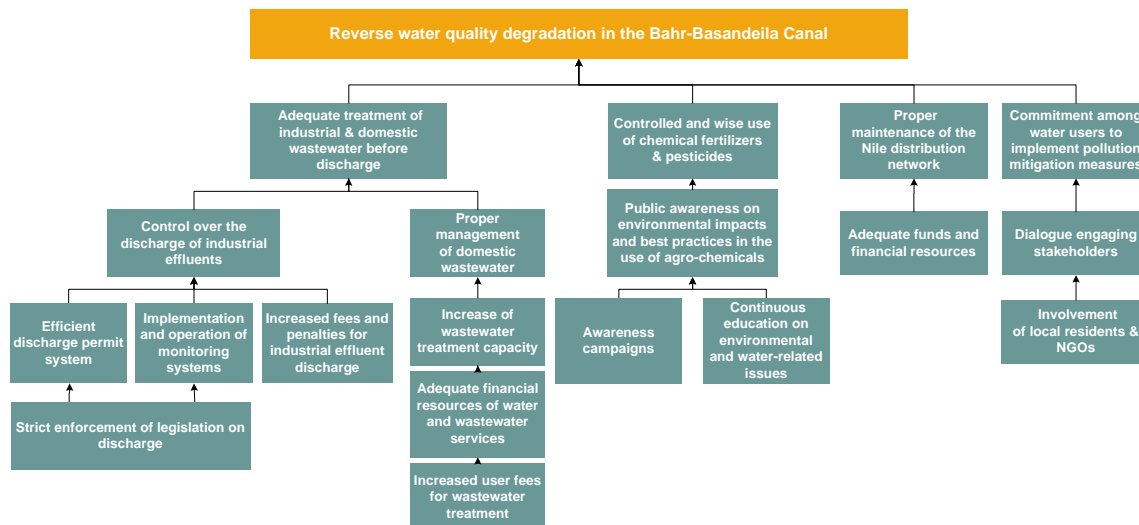 Reverse water quality degradation in the Bahr-Basandeila Canal
Adequate treatment of
industrial & domestic
wastewater before
discharge
Controlled and wise use
of chemical fertilizers
& pesticides
Proper
maintenance of the
Nile distribution
network
Commitment among
water users to
implement pollution
mitigation measures
Control over the
discharge of industrial
effluents
Proper
management
of domestic
wastewater
Public awareness on
environmental impacts
and best practices in the
use of agro-chemicals
Adequate funds and
financial resources
Dialogue engaging
stakeholders
Efficient
discharge permit
system
Implementation
and operation of
monitoring
systems
Increased fees and
penalties for
industrial effluent
discharge
Increase of
wastewater
treatment capacity
Awareness
campaigns
Continuous
education on
environmental
and water-related
issues
Involvement
of local residents &
NGOs
Strict enforcement of legislation on
discharge
Adequate financial
resources of water
and wastewater
services
Increased user fees
for wastewater
treatment